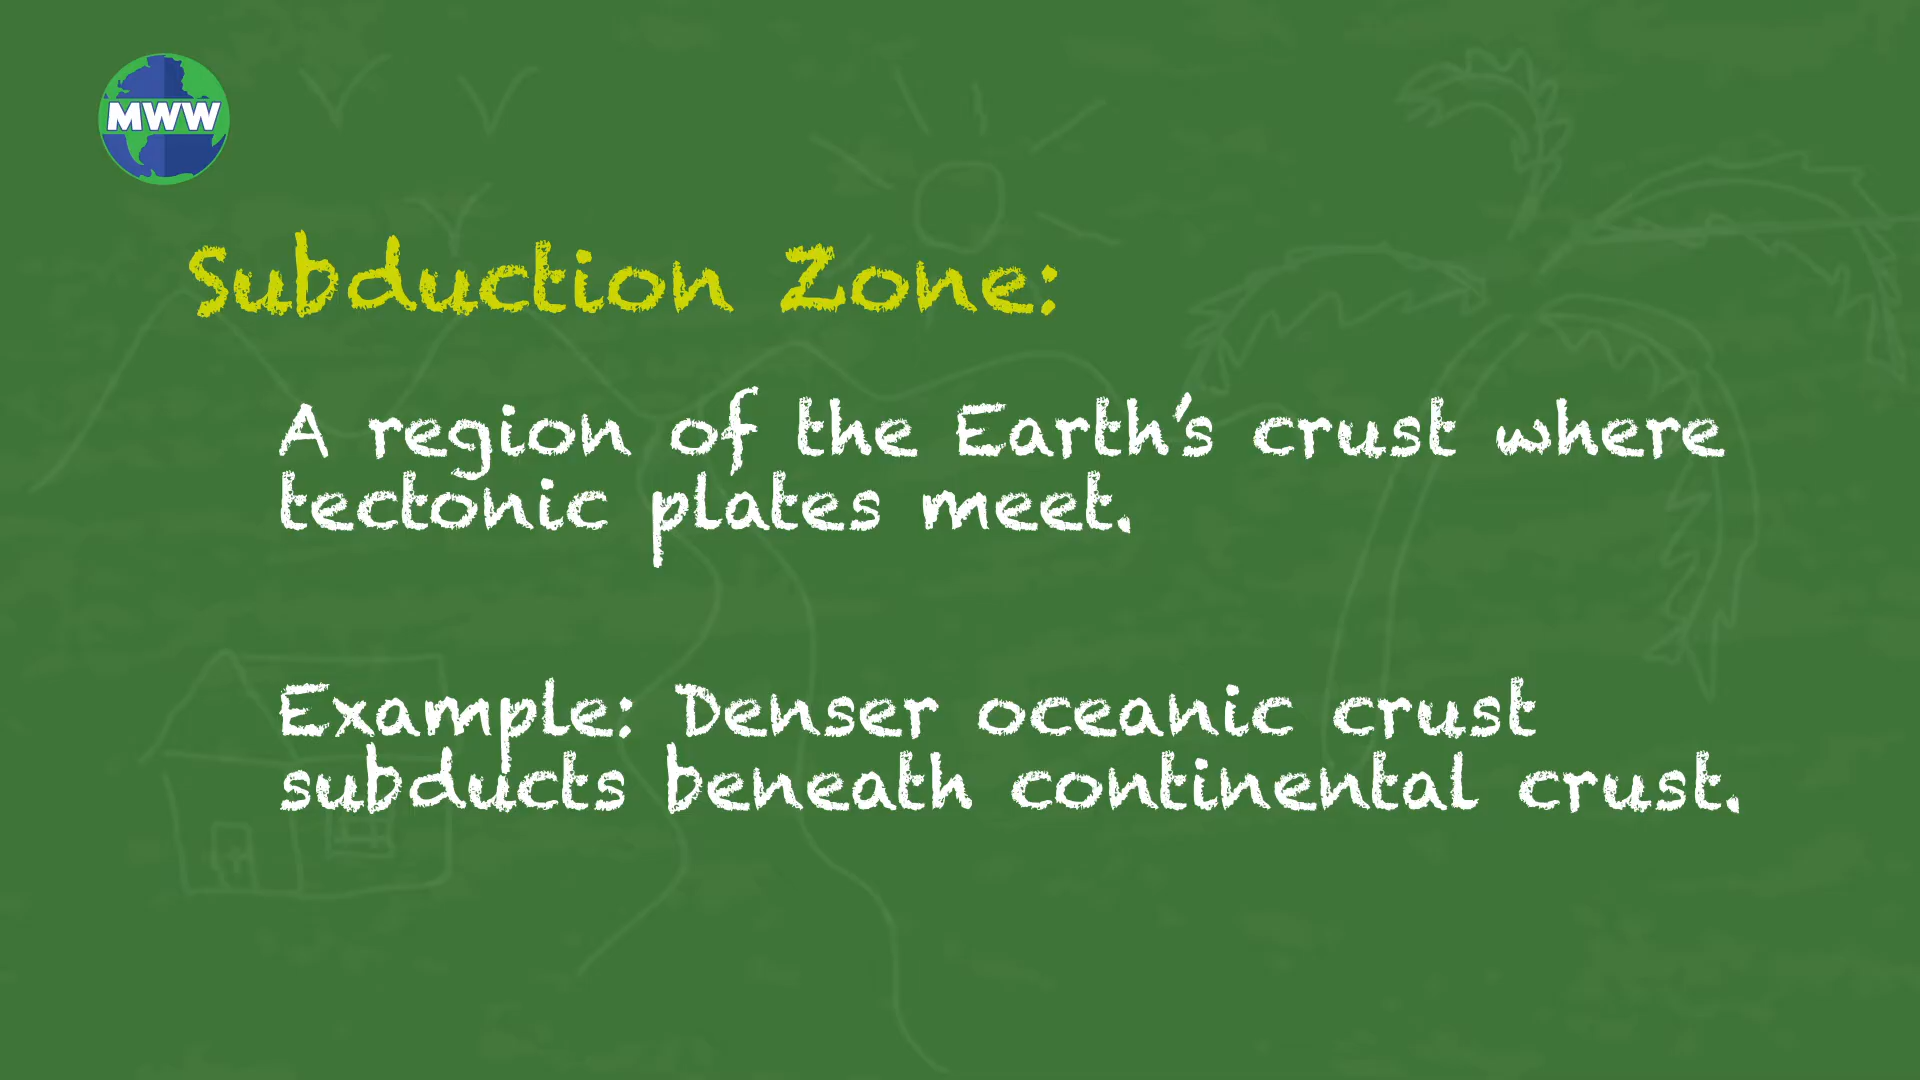 MWW
Subduction Zone:
A region of the Earth's crust where
tectonic plates meet.
Example: Denser oceanic crust
subducts beneath continental crust.